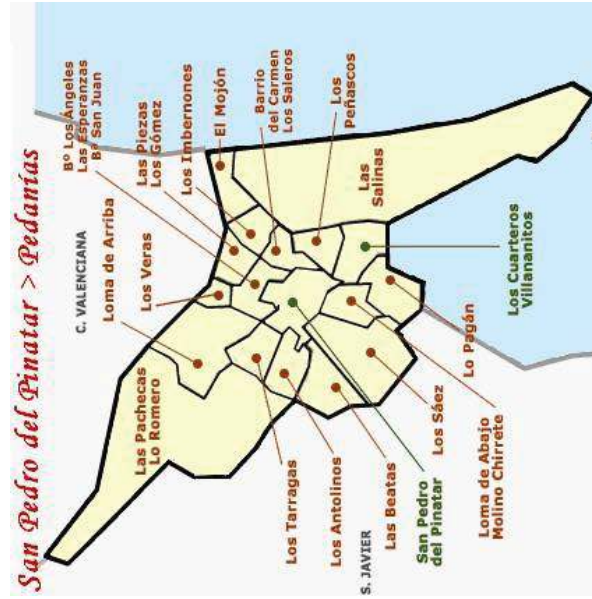 San Pedro del Pinatar > Pedanías
C. VALENCIANA
Loma de Arriba
Los Veras
Bº Los Ángeles
Las Esperanzas
Bª San Juan
Las Piezas
Los Gómez
Los Imbernones
El Mojón
Barrio
del Carmen
Los Saleros
Los
Peñascos
Las Pachecas
Lo Romero
Las
Salinas
Los Tarragas
Los Antolinos
S. JAVIER
Las Beatas
San Pedro
del Pinatar
Los Sáez
Loma de Abajo
Molino Chirrete
Lo Pagán
Los Cuarteros
Villananitos